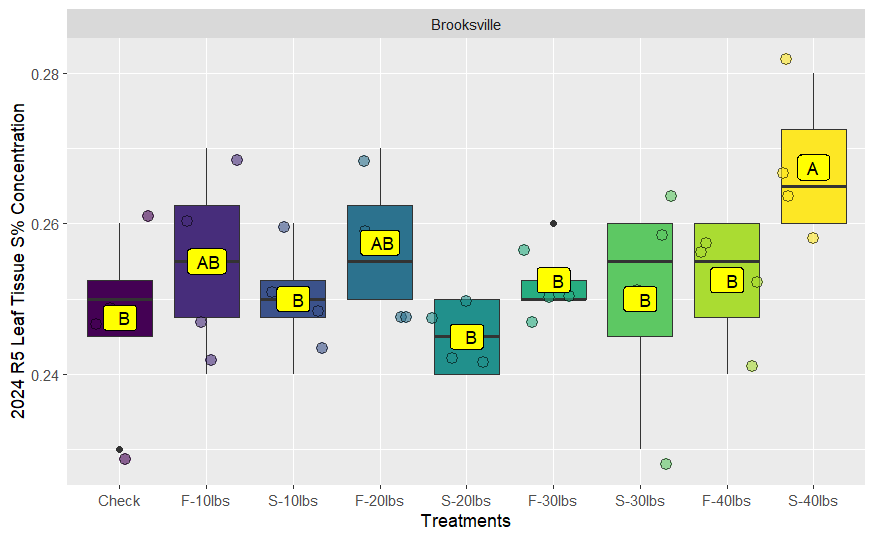 Brooksville
2024 R5 Leaf Tissue S% Concentration
0.28
0.26
0.24
A
AB
AB
B
B
B
B
B
B
Check F-10lbs S-10lbs F-20lbs S-20lbs F-30lbs S-30lbs F-40lbs S-40lbs
Treatments